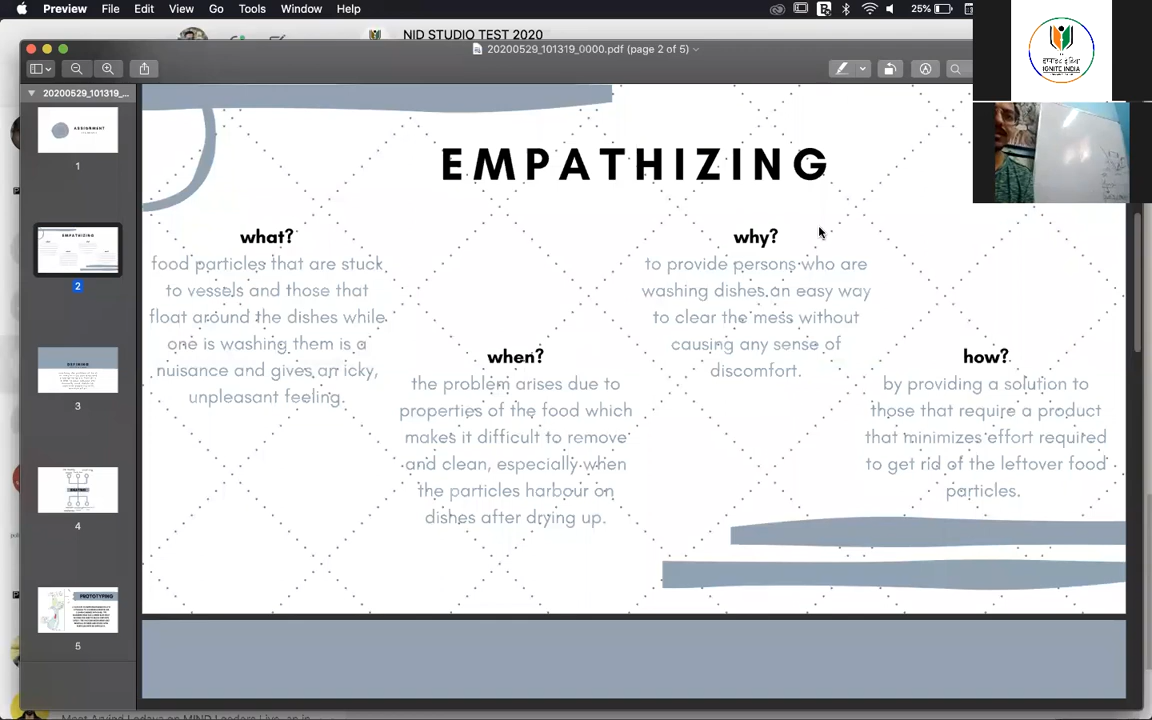 Preview File Edit View Go Tools Window Help
25%
NID STUDIO TEST 2020
20200529_101319_0000.pdf (page 2 of 5)
20200529_101319_...
ASSIGNMENT
1
EMPATHIZING
2
DEFINING
3
4
PROTOTYPING
5
EMPATHIZING
what?
food particles that are stuck
to vessels and those that
float around the dishes while
one is washing them is a
nuisance and gives an icky,
unpleasant feeling.
when?
the problem arises due to
properties of the food which
makes it difficult to remove
and clean, especially when
the particles harbour on
dishes after drying up.
why?
to provide persons who are
washing dishes an easy way
to clear the mess without
causing any sense of
discomfort.
how?
by providing a solution to
those that require a product
that minimizes effort required
to get rid of the leftover food
particles.
IGNITE INDIA